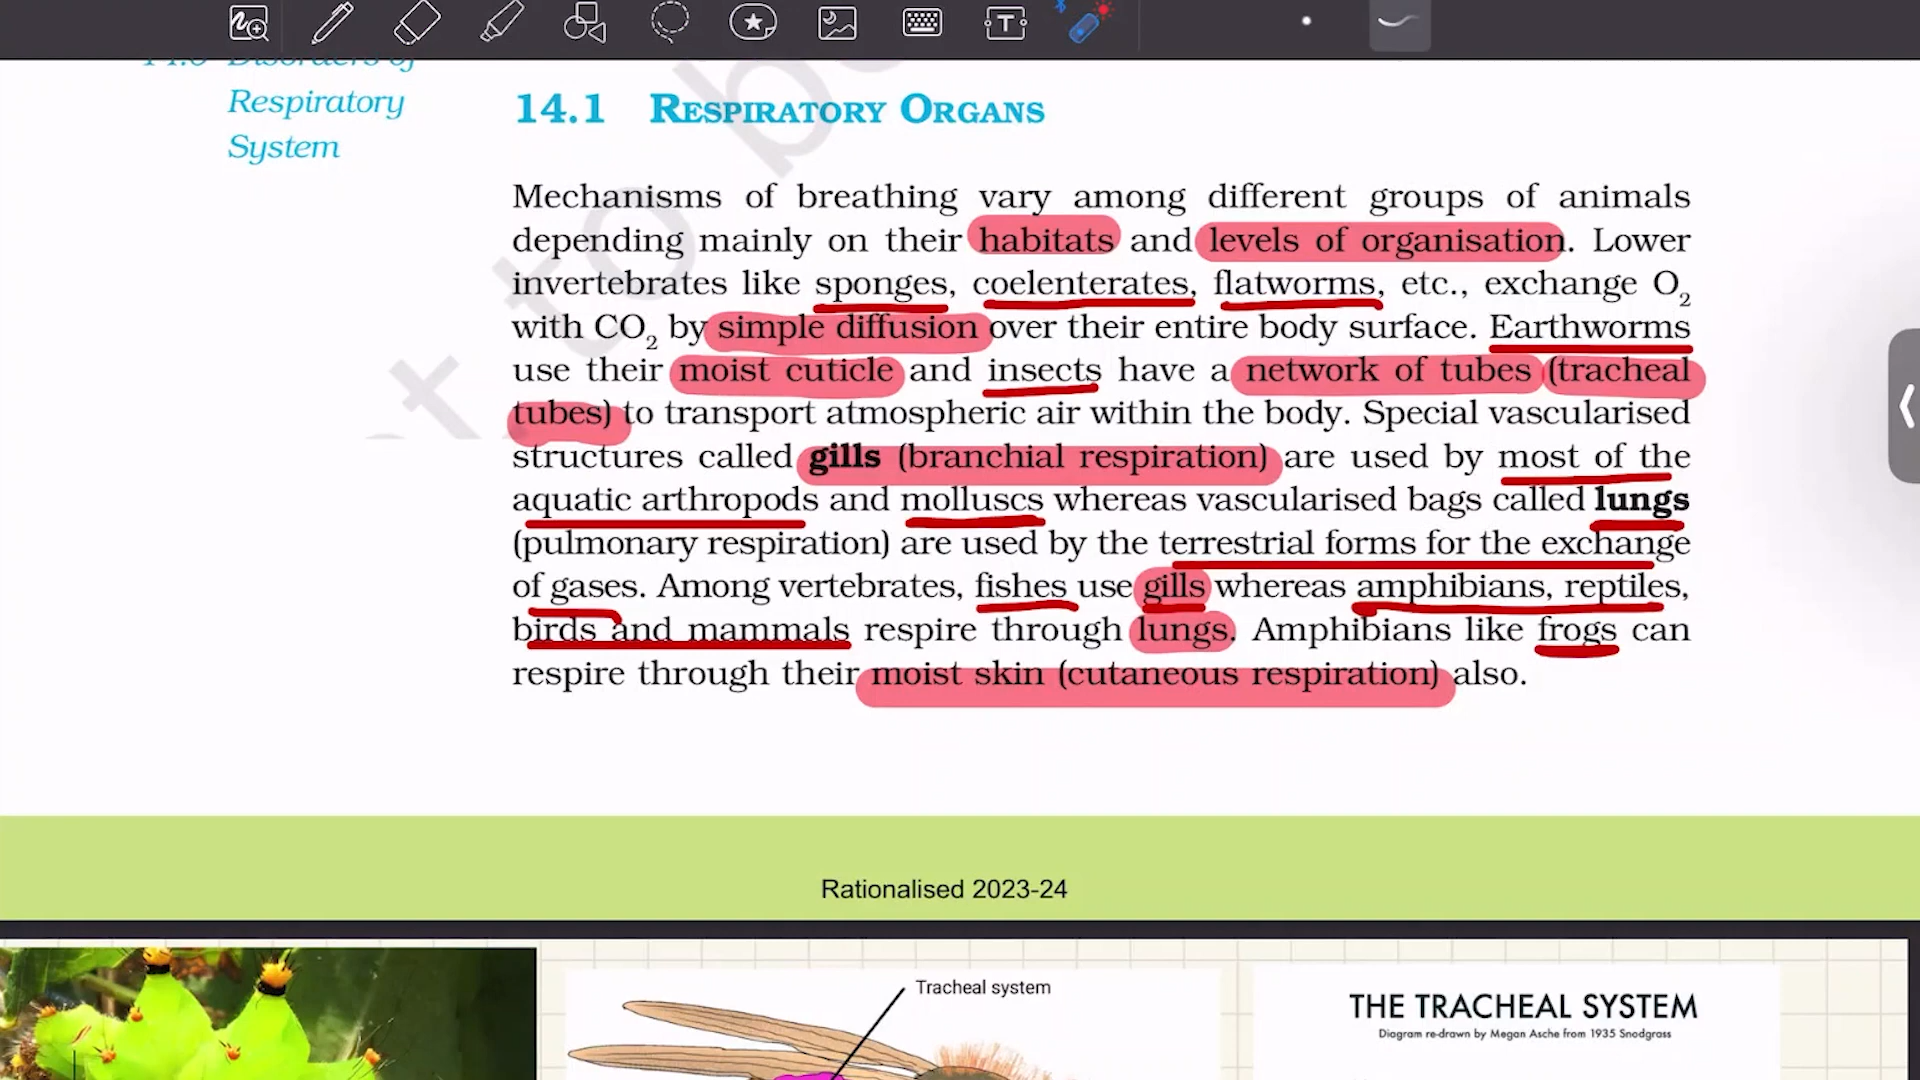 14.6 Disorders of
Respiratory
System
14.1 RESPIRATORY ORGANS
Mechanisms of breathing vary among different groups of animals
depending mainly on their habitats and levels of organisation. Lower
invertebrates like sponges, coelenterates, flatworms, etc., exchange O2
with CO2 by simple diffusion over their entire body surface. Earthworms
use their moist cuticle and insects have a network of tubes (tracheal
tubes) to transport atmospheric air within the body. Special vascularised
structures called gills (branchial respiration) are used by most of the
aquatic arthropods and molluscs whereas vascularised bags called lungs
(pulmonary respiration) are used by the terrestrial forms for the exchange
of gases. Among vertebrates, fishes use gills whereas amphibians, reptiles,
birds and mammals respire through lungs. Amphibians like frogs can
respire through their moist skin (cutaneous respiration) also.
Rationalised 2023-24
Tracheal system
THE TRACHEAL SYSTEM
Diagram re-drawn by Megan Asche from 1935 Snodgrass